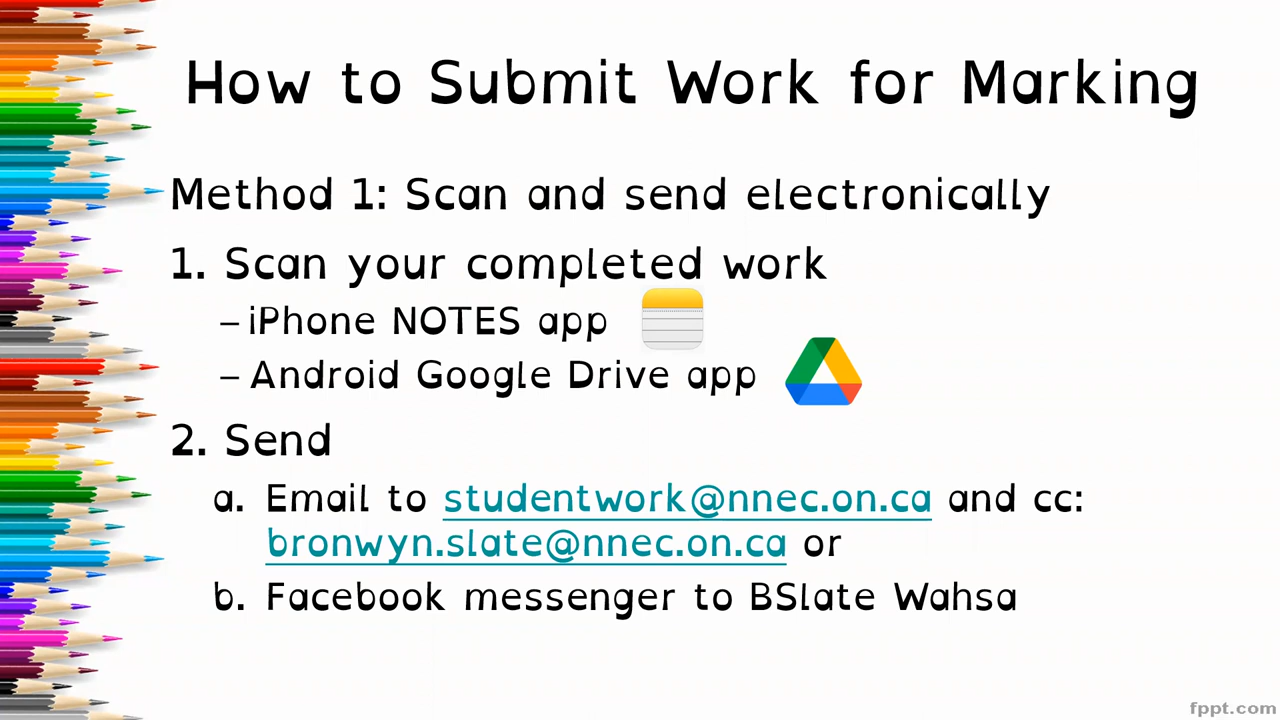 How to Submit Work for Marking
Method 1: Scan and send electronically
1. Scan your completed work
– iPhone NOTES app
– Android Google Drive app
2. Send
a. Email to studentwork@nnec.on.ca and cc:
bronwyn.slate@nnec.on.ca or
b. Facebook messenger to BSlate Wahsa
fppt.com